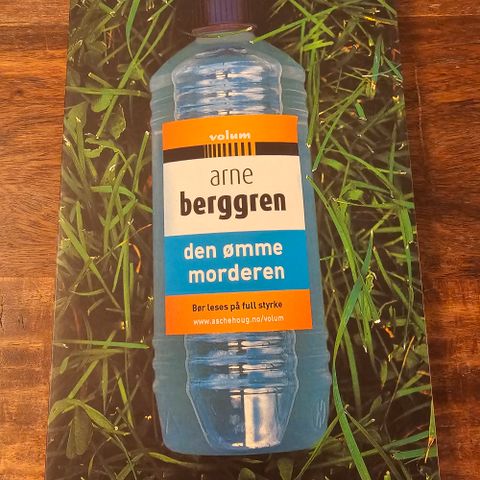 volum
arne
berggren
den ømme
morderen
Bør leses på full styrke
www.aschehoug.no/volum